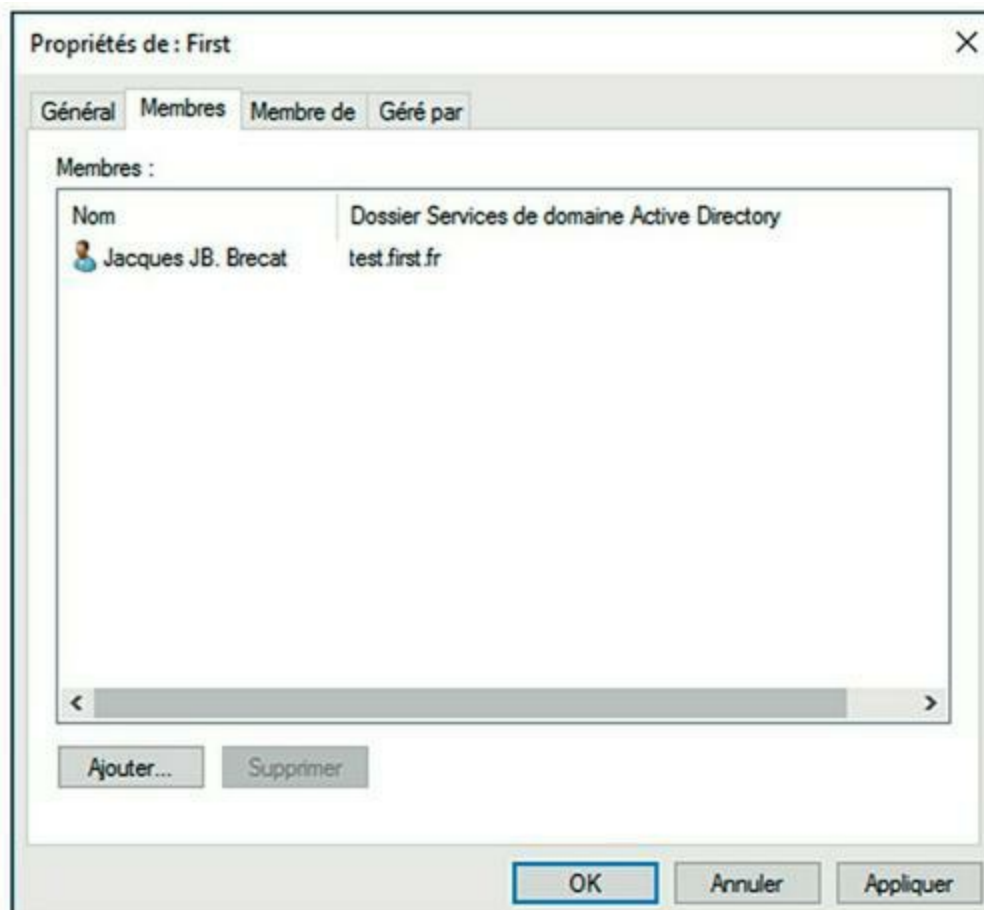 Propriétés de : First
Général Membres Membre de Géré par
Membres :
Nom Dossier Services de domaine Active Directory
Jacques JB. Brecat test.first.fr
Ajouter... Supprimer
OK Annuler Appliquer